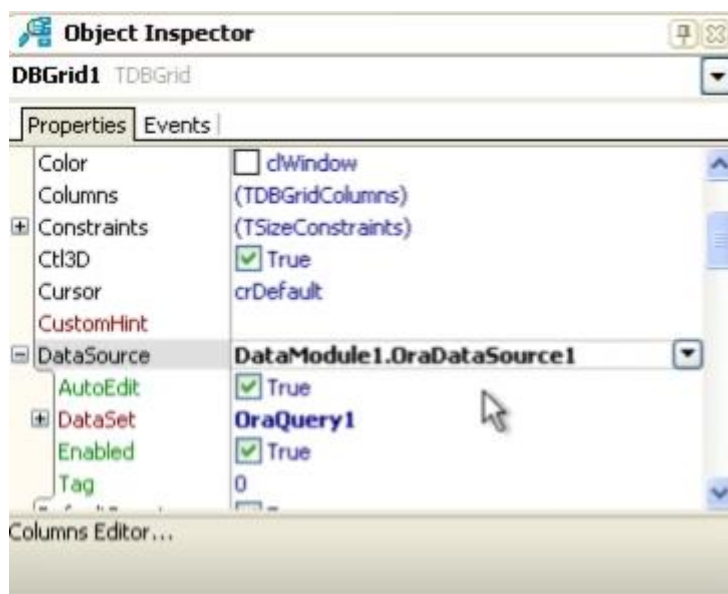 Object Inspector
DBGrid1 TDBGrid
Properties Events
Color clWindow
Columns (TDBGridColumns)
Constraints (TSizeConstraints)
Ctl3D True
Cursor crDefault
CustomHint
DataSource DataModule1.OraDataSource1
AutoEdit True
DataSet OraQuery1
Enabled True
Tag 0
Columns Editor...